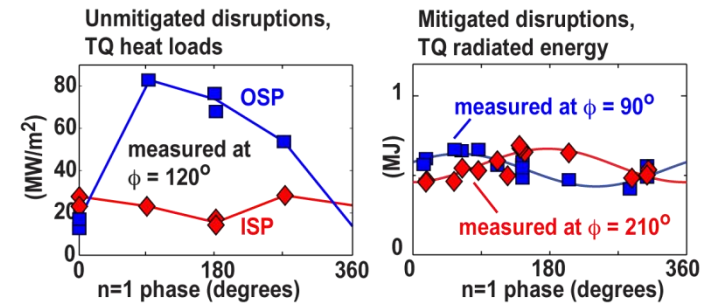 Unmitigated disruptions,
TQ heat loads
80
60
40
20
0
(MW/m²)
OSP
measured at
ϕ = 120°
ISP
0
180
360
n=1 phase (degrees)
Mitigated disruptions,
TQ radiated energy
1
0
(MJ)
measured at ϕ = 90°
measured at ϕ = 210°
0
180
360
n=1 phase (degrees)